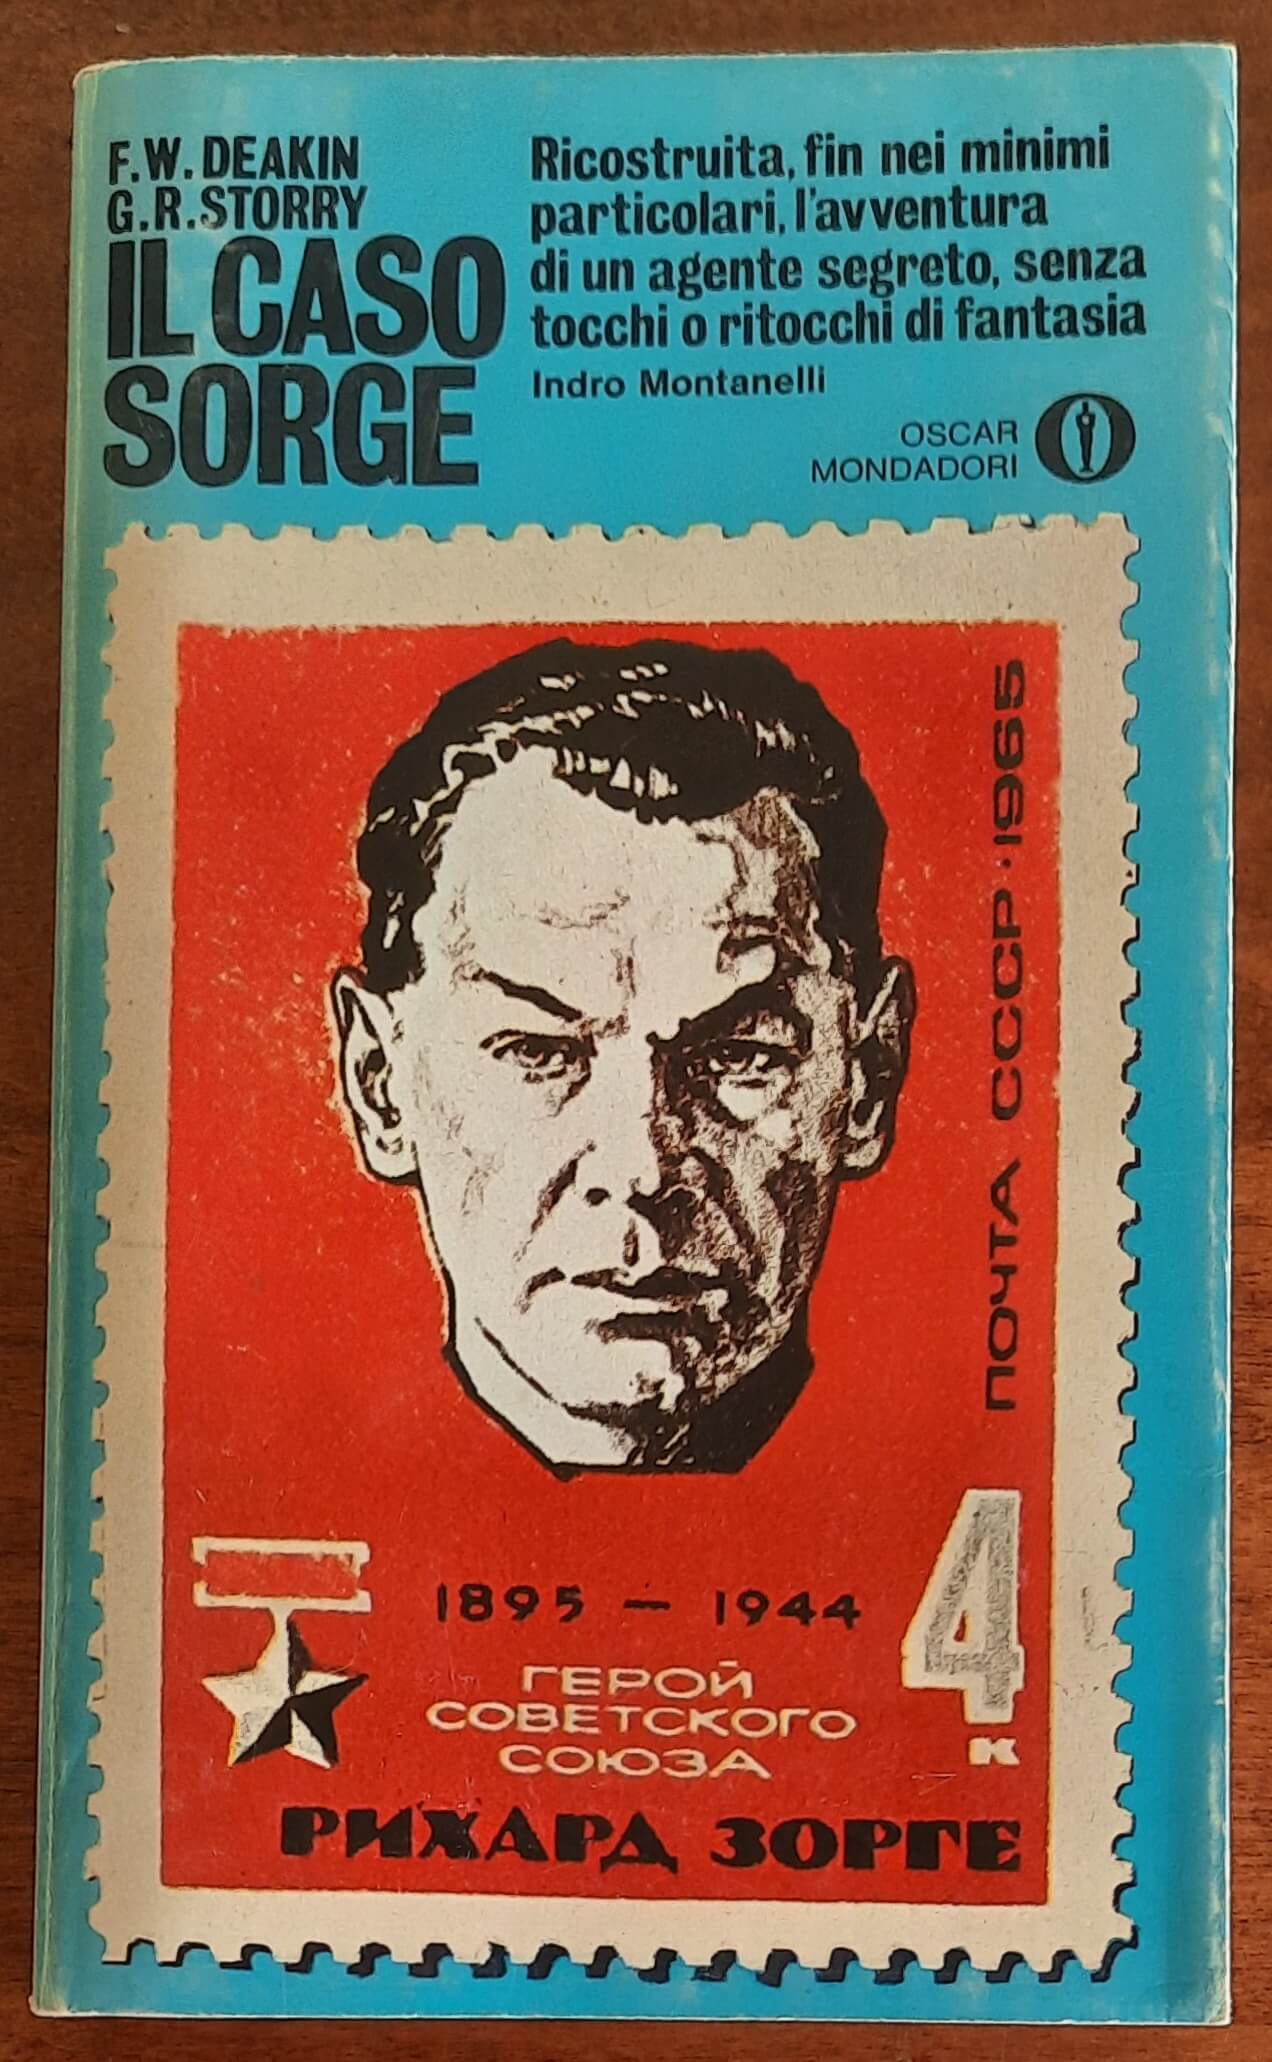 F.W. DEAKIN
G.R. STORRY
IL CASO
SORGE
Ricostruita, fin nei minimi
particolari, l'avventura
di un agente segreto, senza
tocchi o ritocchi di fantasia
Indro Montanelli
OSCAR
MONDADORI
ПОЧТА СССР·1965
4
к
1895 — 1944
ГЕРОЙ
СОВЕТСКОГО
СОЮЗА
РИХАРД ЗОРГЕ